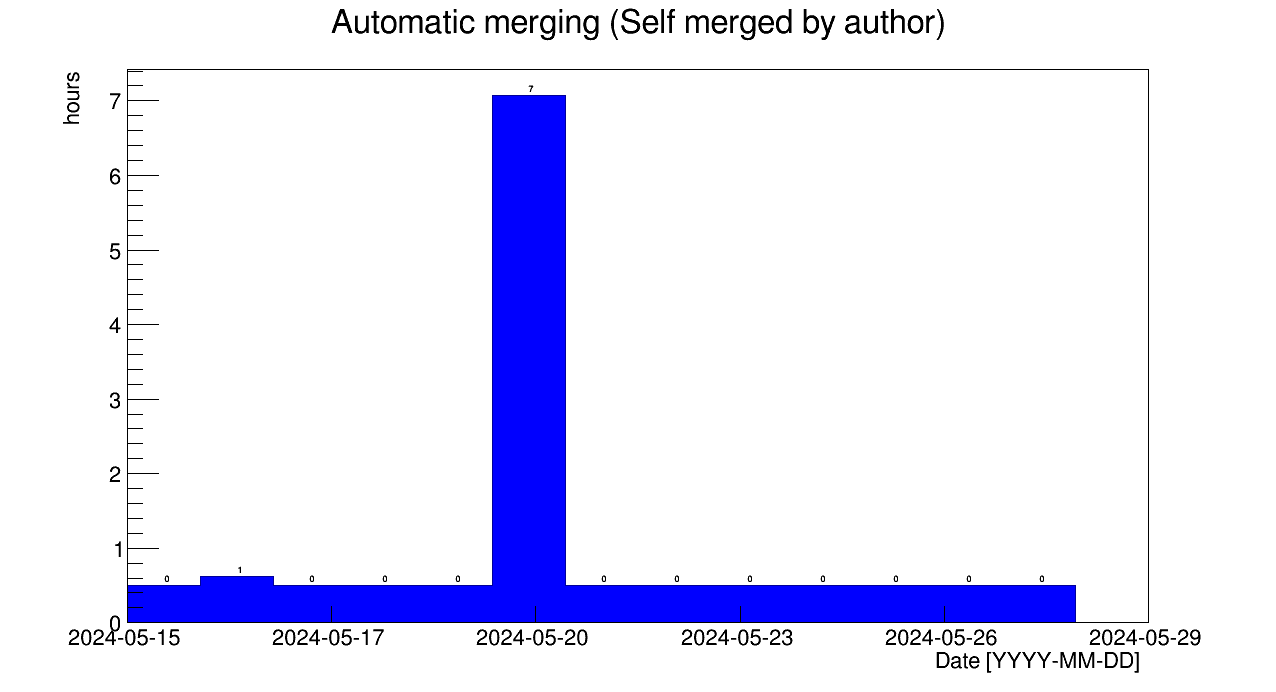 Automatic merging (Self merged by author)
hours
7
6
5
4
3
2
1
0
0 1 0 0 0 7 0 0 0 0 0 0 0
2024-05-15 2024-05-17 2024-05-20 2024-05-23 2024-05-26 2024-05-29
Date [YYYY-MM-DD]